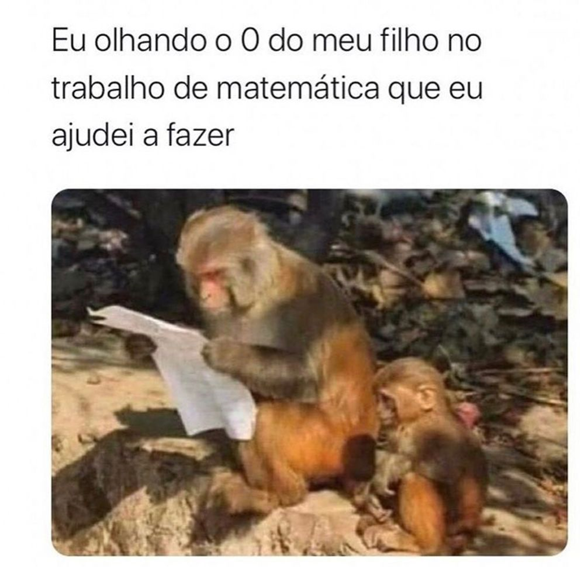 Eu olhando o 0 do meu filho no
trabalho de matemática que eu
ajudei a fazer